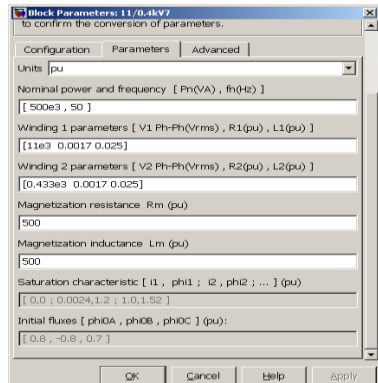 Block Parameters: 11/0.4kV7
to confirm the conversion of parameters.
Configuration Parameters Advanced
Units pu
Nominal power and frequency [ Pn(VA) , fn(Hz) ]
[ 500e3 , 50 ]
Winding 1 parameters [ V1 Ph-Ph(Vrms) , R1(pu) , L1(pu) ]
[11e3 0.0017 0.025]
Winding 2 parameters [ V2 Ph-Ph(Vrms) , R2(pu) , L2(pu) ]
[0.433e3 0.0017 0.025]
Magnetization resistance Rm (pu)
500
Magnetization inductance Lm (pu)
500
Saturation characteristic [ i1 , phi1 ; i2 , phi2 ; ... ] (pu)
[ 0,0 ; 0.0024,1.2 ; 1.0,1.52 ]
Initial fluxes [ phi0A , phi0B , phi0C ] (pu):
[ 0.8 , -0.8 , 0.7 ]
OK Cancel Help Apply